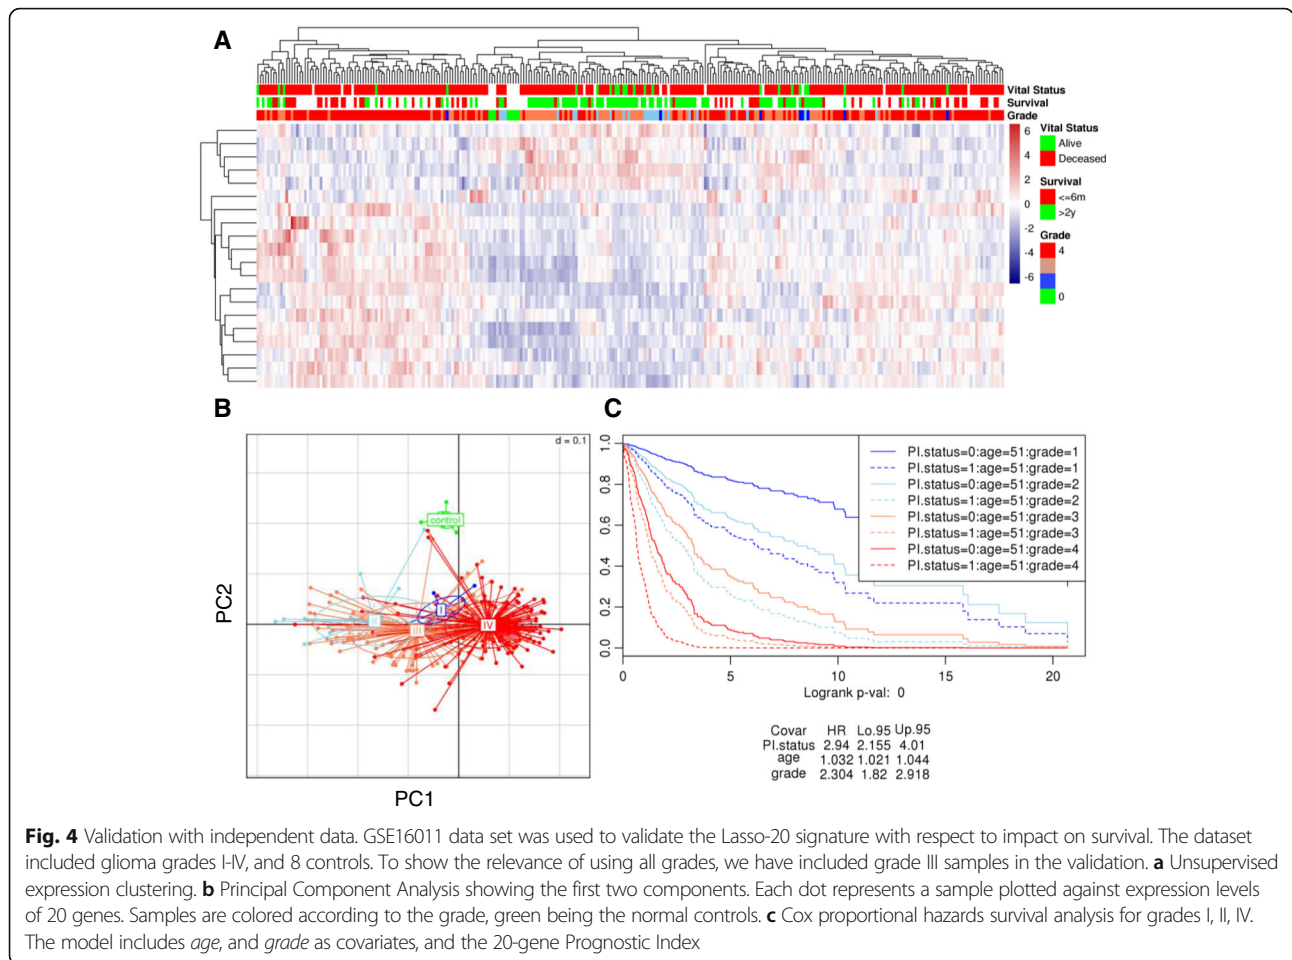 A
Vital Status
Survival
Grade
6
4
2
0
-2
-4
-6
Vital Status
Alive
Deceased
Survival
<=6m
>2y
Grade
4
0
B
d = 0.1
control
I
II
III
IV
PC2
PC1
C
1.0
0.8
0.6
0.4
0.2
0.0
PI.status=0:age=51:grade=1
PI.status=1:age=51:grade=1
PI.status=0:age=51:grade=2
PI.status=1:age=51:grade=2
PI.status=0:age=51:grade=3
PI.status=1:age=51:grade=3
PI.status=0:age=51:grade=4
PI.status=1:age=51:grade=4
0 5 10 15 20
Logrank p-val: 0
Covar HR Lo.95 Up.95
PI.status 2.94 2.155 4.01
age 1.032 1.021 1.044
grade 2.304 1.82 2.918
Fig. 4 Validation with independent data. GSE16011 data set was used to validate the Lasso-20 signature with respect to impact on survival. The dataset
included glioma grades I-IV, and 8 controls. To show the relevance of using all grades, we have included grade III samples in the validation. a Unsupervised
expression clustering. b Principal Component Analysis showing the first two components. Each dot represents a sample plotted against expression levels
of 20 genes. Samples are colored according to the grade, green being the normal controls. c Cox proportional hazards survival analysis for grades I, II, IV.
The model includes age, and grade as covariates, and the 20-gene Prognostic Index